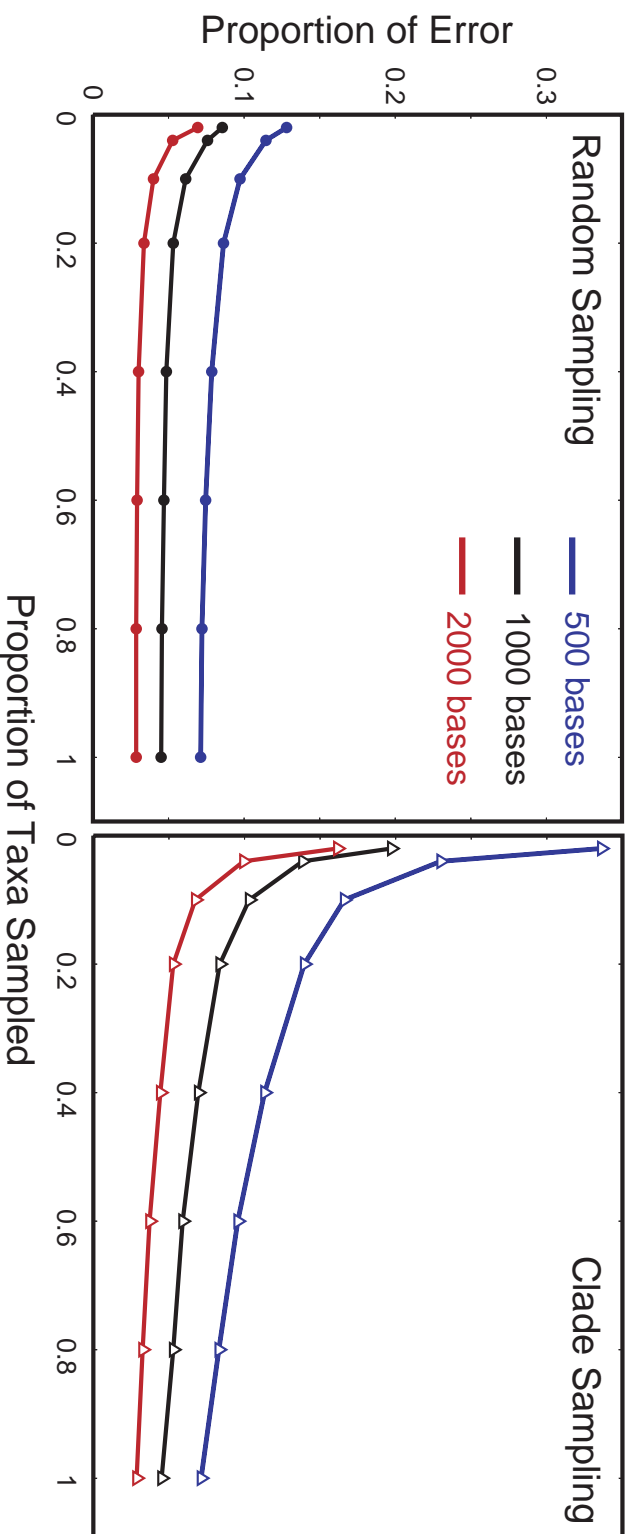 Proportion of Error
0
0.1
0.2
0.3
Random Sampling
500 bases
1000 bases
2000 bases
0
0.2
0.4
0.6
0.8
1
Clade Sampling
0
0.2
0.4
0.6
0.8
1
Proportion of Taxa Sampled